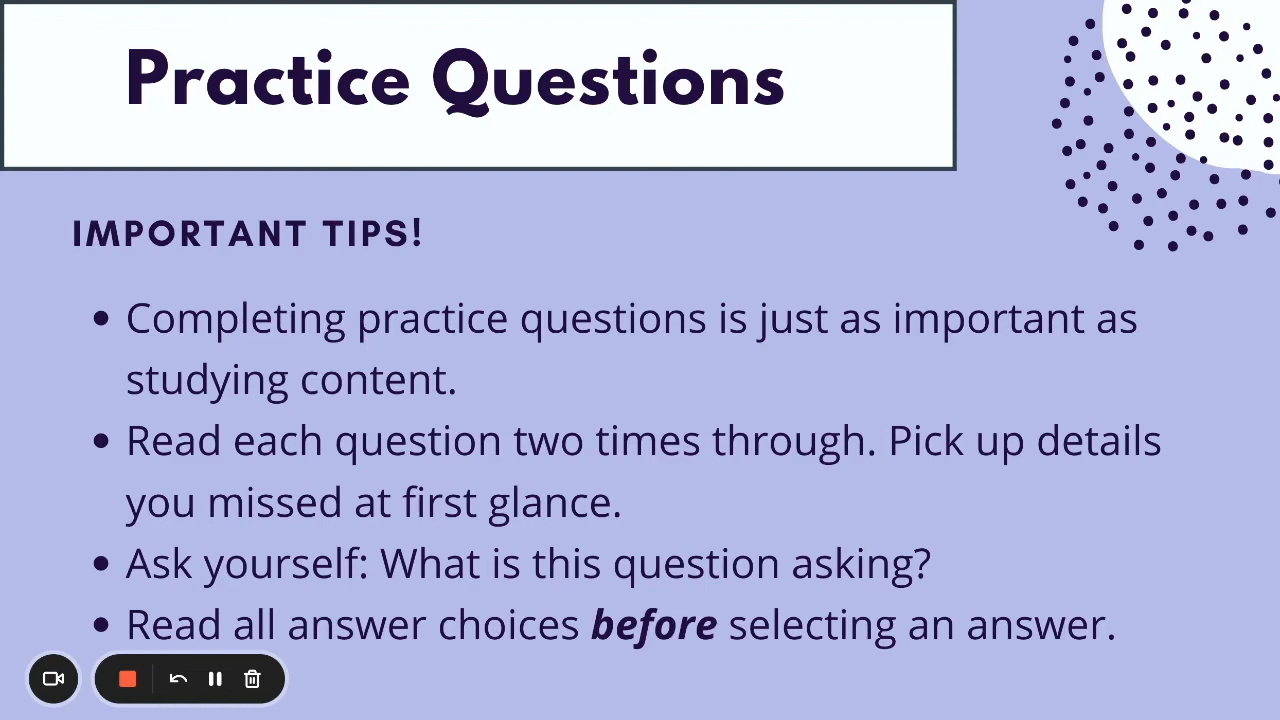 Practice Questions
IMPORTANT TIPS!
• Completing practice questions is just as important as
studying content.
• Read each question two times through. Pick up details
you missed at first glance.
• Ask yourself: What is this question asking?
• Read all answer choices before selecting an answer.